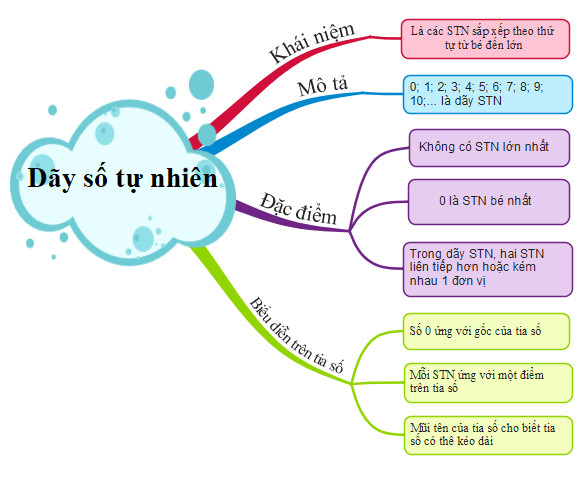 Dãy số tự nhiên
Khái niệm
Là các STN sắp xếp theo thứ
tự từ bé đến lớn
Mô tả
0; 1; 2; 3; 4; 5; 6; 7; 8; 9;
10;... là dãy STN
Đặc điểm
Không có STN lớn nhất
0 là STN bé nhất
Trong dãy STN, hai STN
liên tiếp hơn hoặc kém
nhau 1 đơn vị
Biểu diễn trên tia số
Số 0 ứng với gốc của tia số
Mỗi STN ứng với một điểm
trên tia số
Mũi tên của tia số cho biết tia
số có thể kéo dài